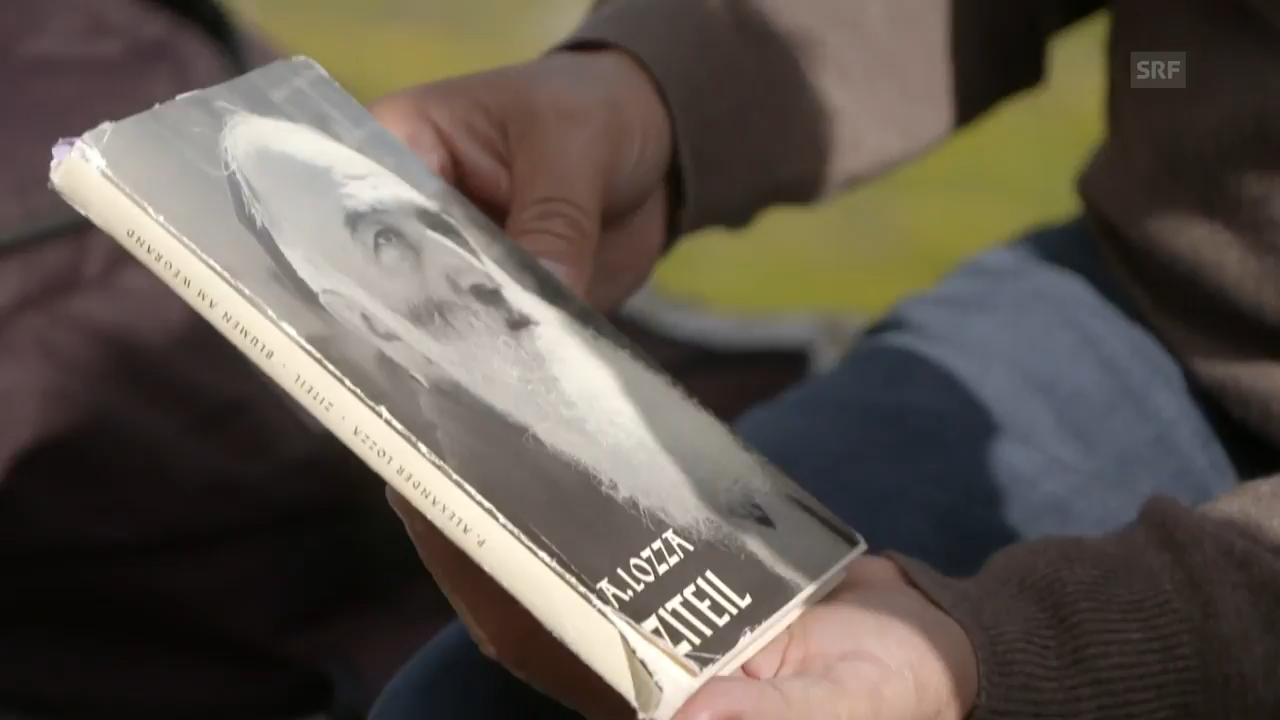 SRF
P. ALEXANDER LOZZA · ZITEIL · BLUMEN AM WEGRAND
A. LOZZA
ZITEIL